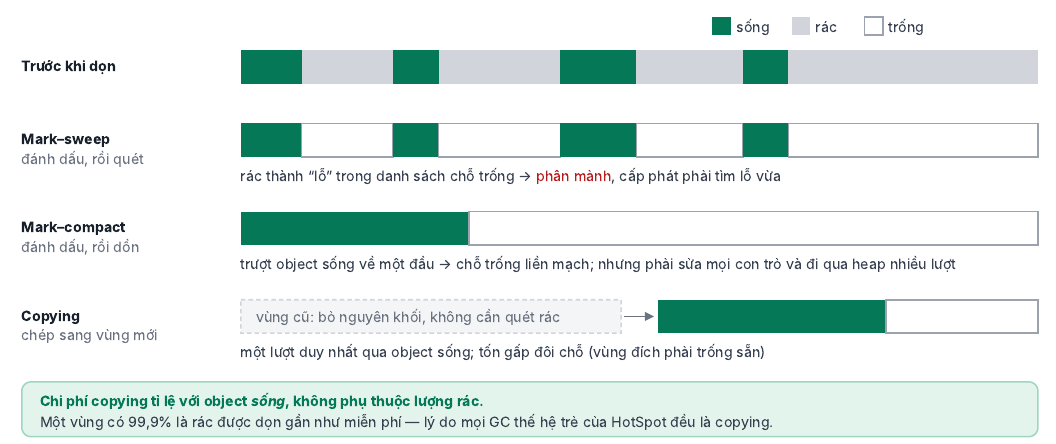 sống rác trống
Trước khi dọn
Mark–sweep
đánh dấu, rồi quét
rác thành “lỗ” trong danh sách chỗ trống → phân mảnh, cấp phát phải tìm lỗ vừa
Mark–compact
đánh dấu, rồi dồn
trượt object sống về một đầu → chỗ trống liền mạch; nhưng phải sửa mọi con trỏ và đi qua heap nhiều lượt
Copying
chép sang vùng mới
vùng cũ: bỏ nguyên khối, không cần quét rác
một lượt duy nhất qua object sống; tốn gấp đôi chỗ (vùng đích phải trống sẵn)
Chi phí copying tỉ lệ với object sống, không phụ thuộc lượng rác.
Một vùng có 99,9% là rác được dọn gần như miễn phí — lý do mọi GC thế hệ trẻ của HotSpot đều là copying.